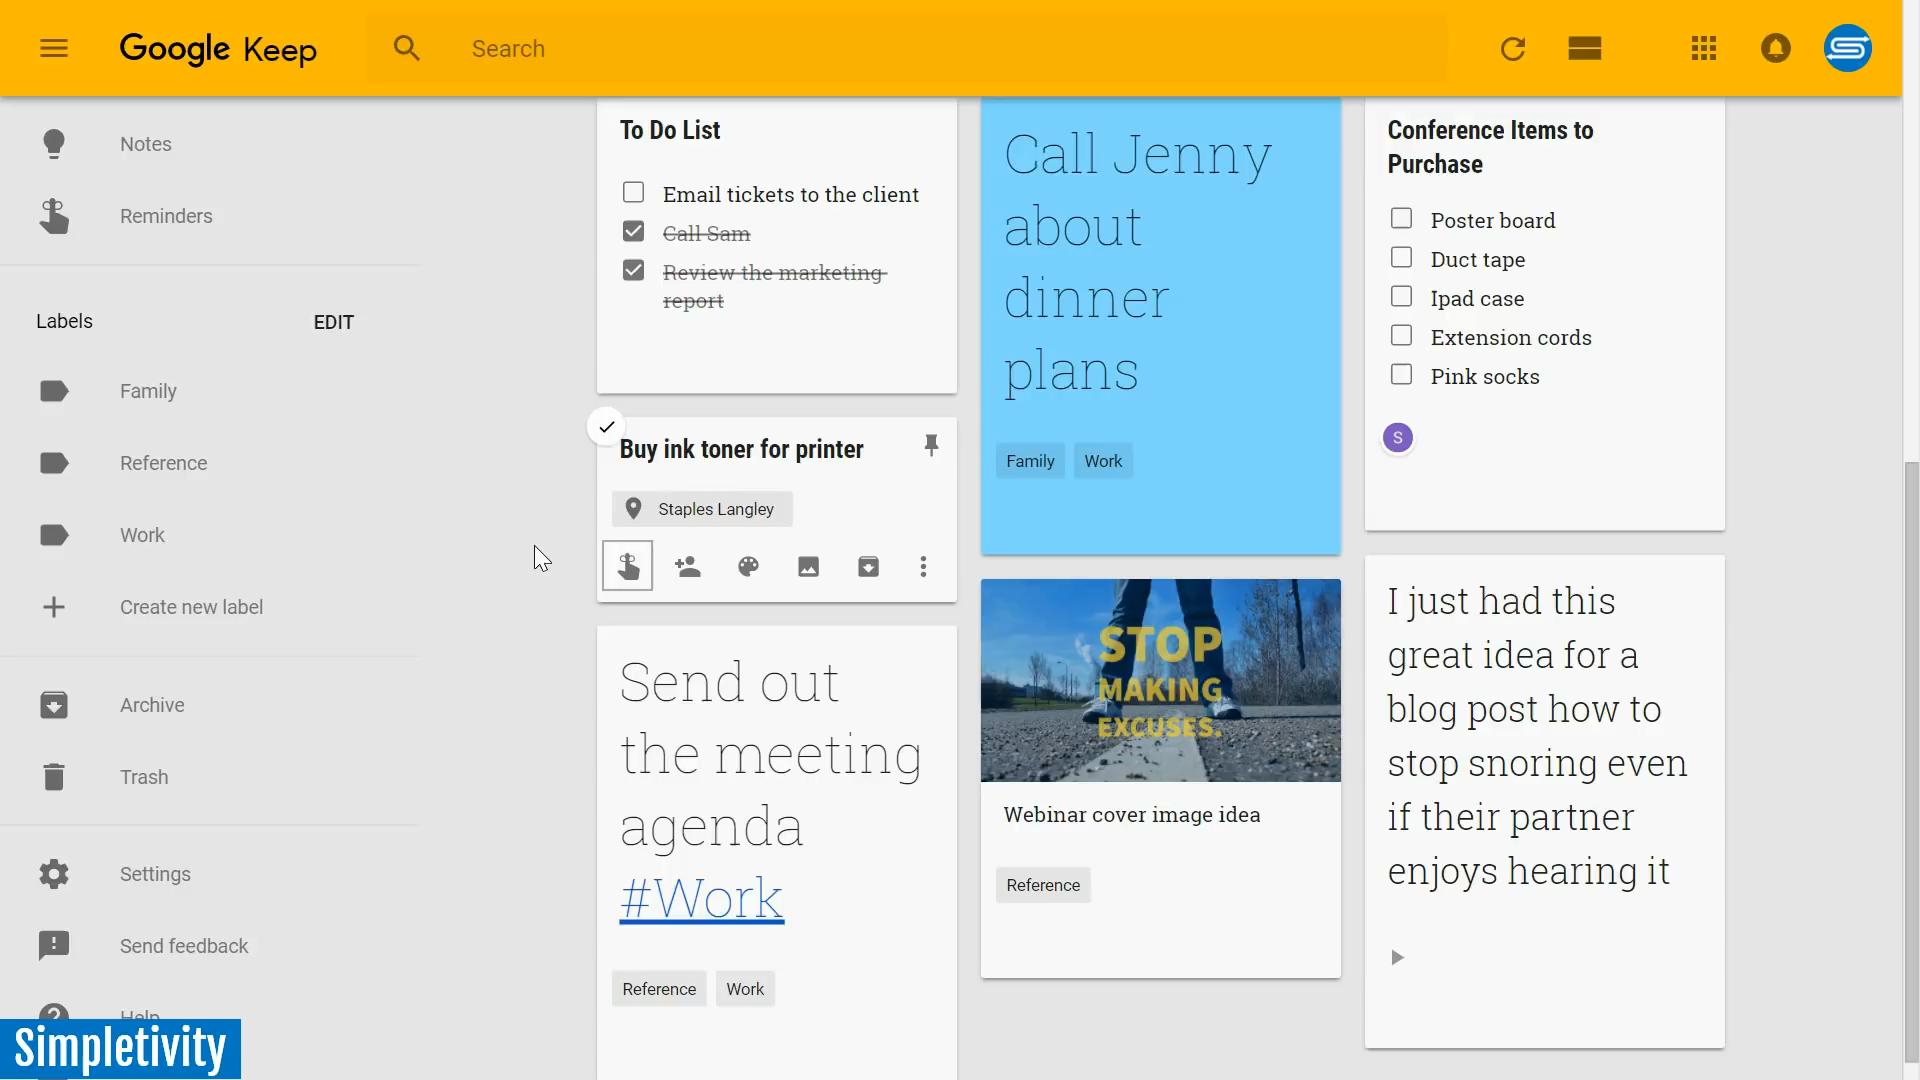 Google Keep
Search
Notes
Reminders
Labels
EDIT
Family
Reference
Work
Create new label
Archive
Trash
Settings
Send feedback
Help
Simpletivity
To Do List
Email tickets to the client
Call Sam
Review the marketing
report
Buy ink toner for printer
Staples Langley
Send out
the meeting
agenda
#Work
Reference Work
Call Jenny
about
dinner
plans
Family Work
STOP
MAKING
EXCUSES.
Webinar cover image idea
Reference
Conference Items to
Purchase
Poster board
Duct tape
Ipad case
Extension cords
Pink socks
S
I just had this
great idea for a
blog post how to
stop snoring even
if their partner
enjoys hearing it